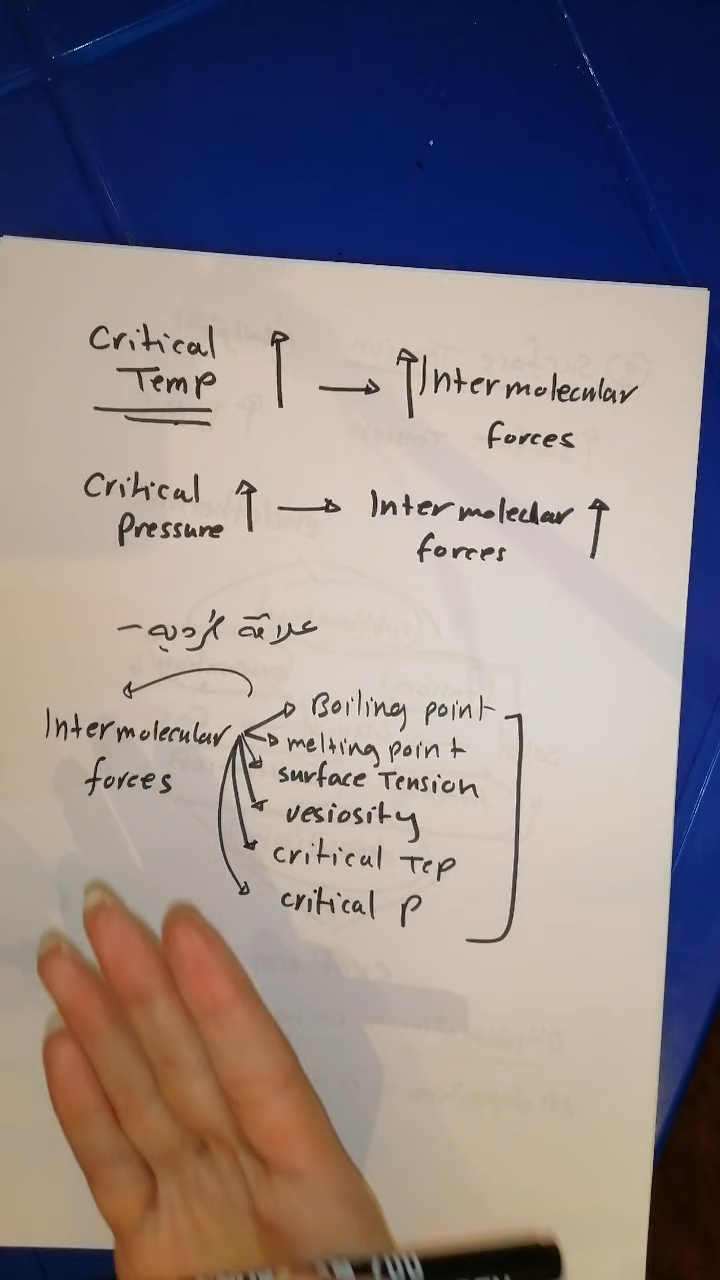 Critical
Temp ↑ → ↑ Intermolecular
forces
Critical
Pressure ↑ → Intermolecular ↑
forces
علاقة طردية
Intermolecular
forces
Boiling point
melting point
surface Tension
vesiosity
critical Tep
critical P